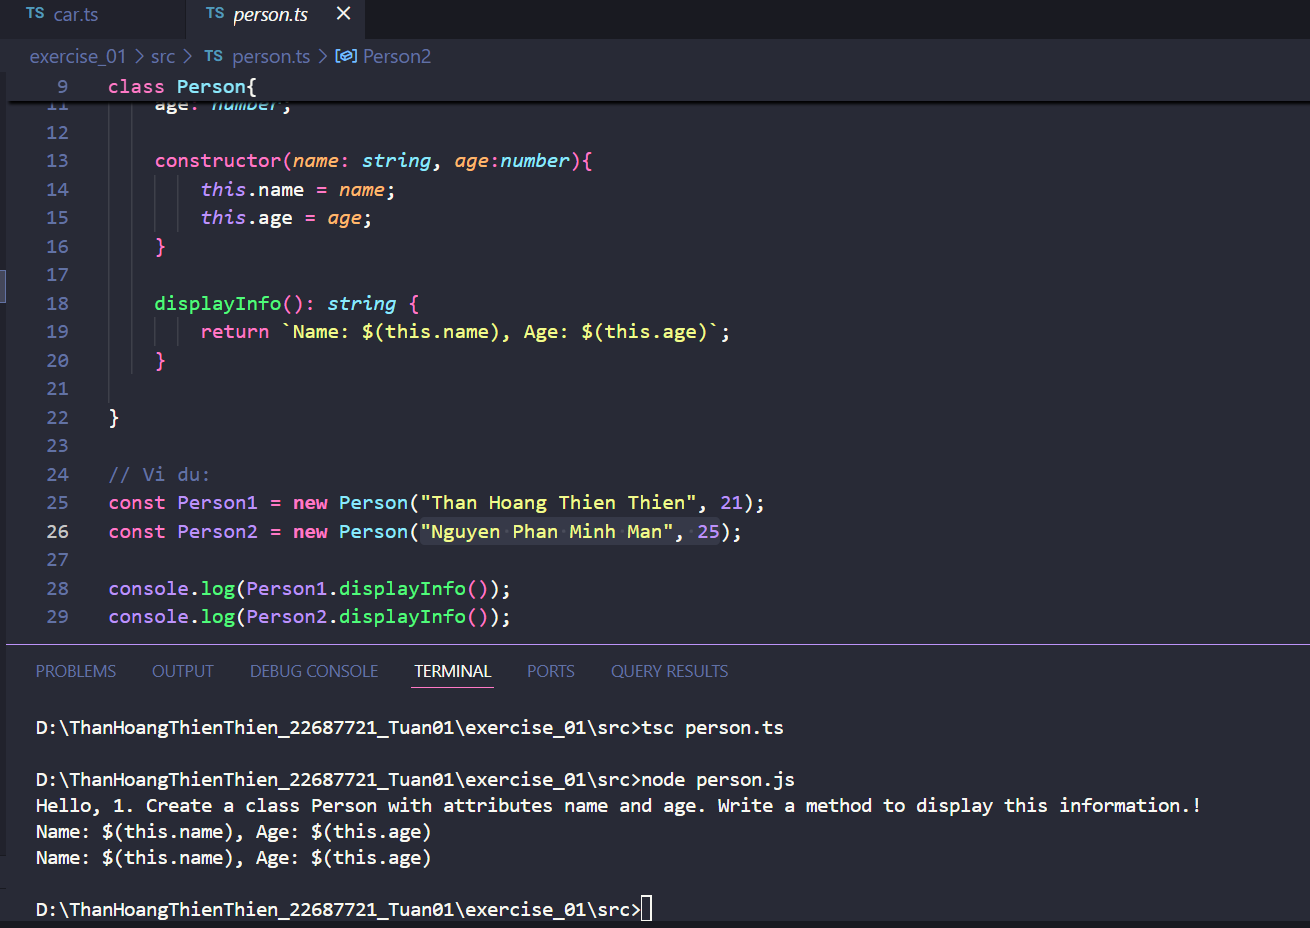 TS car.ts TS person.ts ×
exercise_01 > src > TS person.ts > Person2
9 class Person{
11 age: number;
12
13 constructor(name: string, age:number){
14 this.name = name;
15 this.age = age;
16 }
17
18 displayInfo(): string {
19 return `Name: $(this.name), Age: $(this.age)`;
20 }
21
22 }
23
24 // Vi du:
25 const Person1 = new Person("Than Hoang Thien Thien", 21);
26 const Person2 = new Person("Nguyen Phan Minh Man", 25);
27
28 console.log(Person1.displayInfo());
29 console.log(Person2.displayInfo());
PROBLEMS OUTPUT DEBUG CONSOLE TERMINAL PORTS QUERY RESULTS
D:\ThanHoangThienThien_22687721_Tuan01\exercise_01\src>tsc person.ts
D:\ThanHoangThienThien_22687721_Tuan01\exercise_01\src>node person.js
Hello, 1. Create a class Person with attributes name and age. Write a method to display this information.!
Name: $(this.name), Age: $(this.age)
Name: $(this.name), Age: $(this.age)
D:\ThanHoangThienThien_22687721_Tuan01\exercise_01\src>